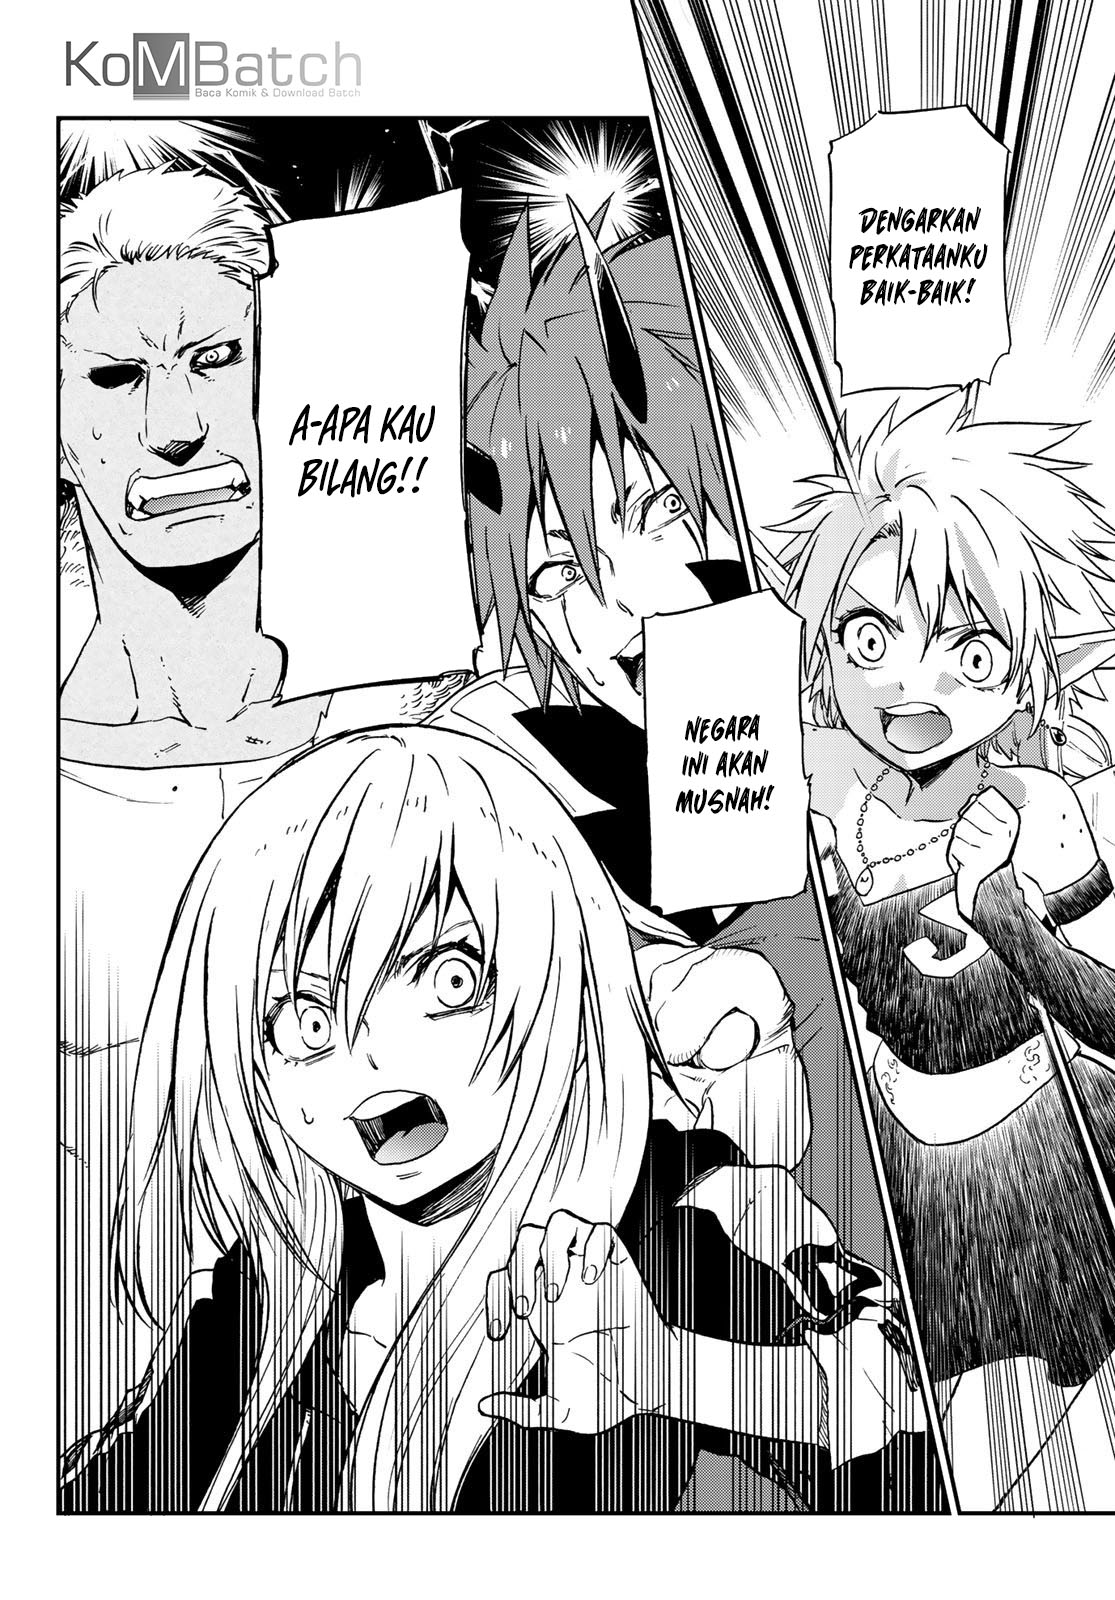 KoMBatch
Baca Komik & Download Batch
DENGARKAN
PERKATAANKU
BAIK-BAIK!
NEGARA
INI AKAN
MUSNAH!
A-APA KAU
BILANG!!